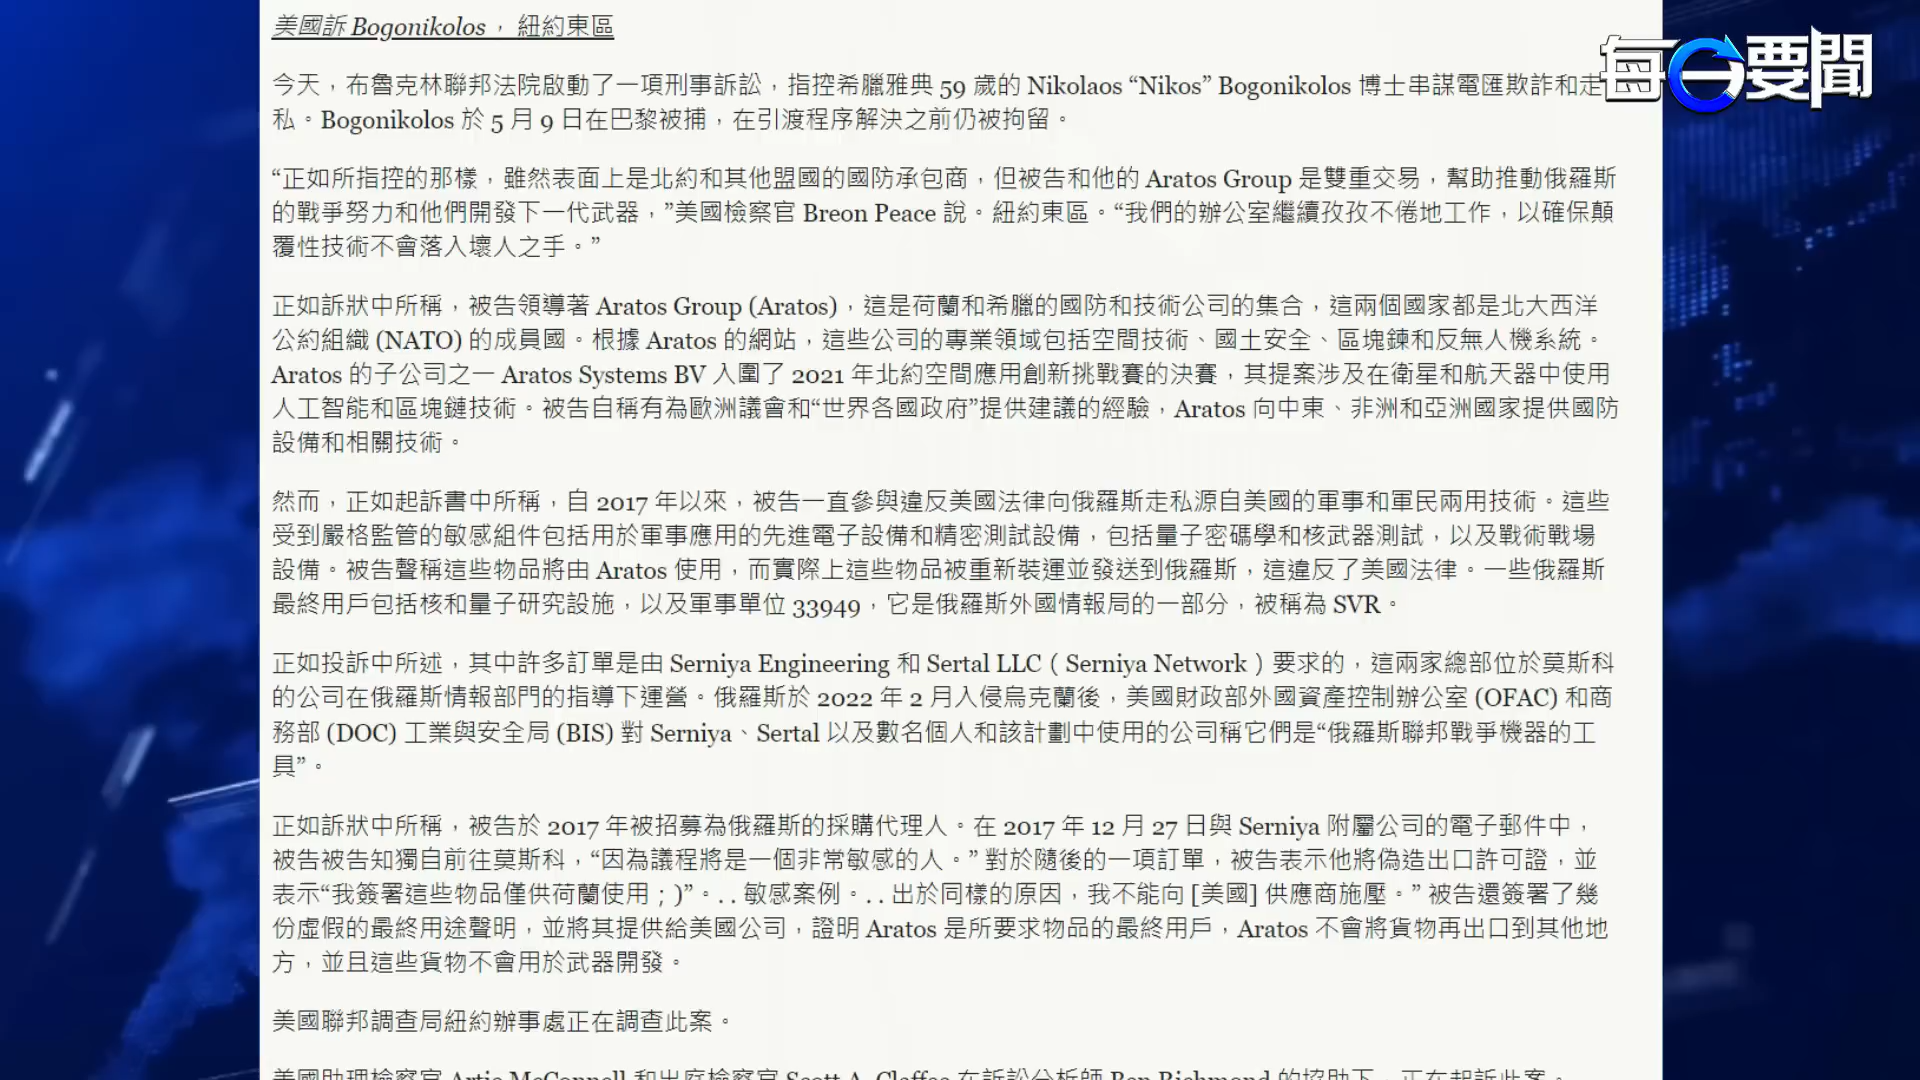 美國訴 Bogonikolos， 紐約東區
每日要聞
今天，布魯克林聯邦法院啟動了一項刑事訴訟，指控希臘雅典 59 歲的 Nikolaos “Nikos” Bogonikolos 博士串謀電匯欺詐和走
私。Bogonikolos 於 5 月 9 日在巴黎被捕，在引渡程序解決之前仍被拘留。
“正如所指控的那樣，雖然表面上是北約和其他盟國的國防承包商，但被告和他的 Aratos Group 是雙重交易，幫助推動俄羅斯
的戰爭努力和他們開發下一代武器，”美國檢察官 Breon Peace 說。紐約東區。“我們的辦公室繼續孜孜不倦地工作，以確保顛
覆性技術不會落入壞人之手。”
正如訴狀中所稱，被告領導著 Aratos Group (Aratos)，這是荷蘭和希臘的國防和技術公司的集合，這兩個國家都是北大西洋
公約組織 (NATO) 的成員國。根據 Aratos 的網站，這些公司的專業領域包括空間技術、國土安全、區塊鍊和反無人機系統。
Aratos 的子公司之一 Aratos Systems BV 入圍了 2021 年北約空間應用創新挑戰賽的決賽，其提案涉及在衛星和航天器中使用
人工智能和區塊鏈技術。被告自稱有為歐洲議會和“世界各國政府”提供建議的經驗，Aratos 向中東、非洲和亞洲國家提供國防
設備和相關技術。
然而，正如起訴書中所稱，自 2017 年以來，被告一直參與違反美國法律向俄羅斯走私源自美國的軍事和軍民兩用技術。這些
受到嚴格監管的敏感組件包括用於軍事應用的先進電子設備和精密測試設備，包括量子密碼學和核武器測試，以及戰術戰場
設備。被告聲稱這些物品將由 Aratos 使用，而實際上這些物品被重新裝運並發送到俄羅斯，這違反了美國法律。一些俄羅斯
最終用戶包括核和量子研究設施，以及軍事單位 33949，它是俄羅斯外國情報局的一部分，被稱為 SVR。
正如投訴中所述，其中許多訂單是由 Serniya Engineering 和 Sertal LLC（Serniya Network）要求的，這兩家總部位於莫斯科
的公司在俄羅斯情報部門的指導下運營。俄羅斯於 2022 年 2 月入侵烏克蘭後，美國財政部外國資產控制辦公室 (OFAC) 和商
務部 (DOC) 工業與安全局 (BIS) 對 Serniya、Sertal 以及數名個人和該計劃中使用的公司稱它們是“俄羅斯聯邦戰爭機器的工
具”。
正如訴狀中所稱，被告於 2017 年被招募為俄羅斯的採購代理人。在 2017 年 12 月 27 日與 Serniya 附屬公司的電子郵件中，
被告被告知獨自前往莫斯科，“因為議程將是一個非常敏感的人。” 對於隨後的一項訂單，被告表示他將偽造出口許可證，並
表示“我簽署這些物品僅供荷蘭使用；)”。. . 敏感案例。. . 出於同樣的原因，我不能向 [美國] 供應商施壓。” 被告還簽署了幾
份虛假的最終用途聲明，並將其提供給美國公司，證明 Aratos 是所要求物品的最終用戶，Aratos 不會將貨物再出口到其他地
方，並且這些貨物不會用於武器開發。
美國聯邦調查局紐約辦事處正在調查此案。
美國助理檢察官 Artie McConnell 和出庭檢察官 Scott A. Claffee 在訴訟分析師 Ben Richmond 的協助下，正在起訴此案。